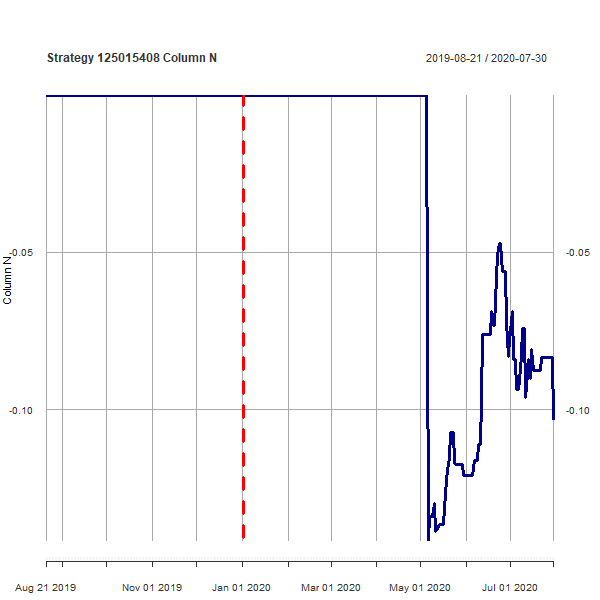 Strategy 125015408 Column N
2019-08-21 / 2020-07-30
Column N
-0.05
-0.05
-0.10
-0.10
Aug 21 2019
Nov 01 2019
Jan 01 2020
Mar 01 2020
May 01 2020
Jul 01 2020